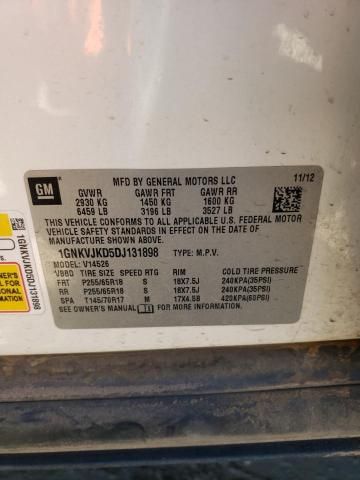 GM
MFD BY GENERAL MOTORS LLC
11/12
GVWR GAWR FRT GAWR RR
2930 KG 1450 KG 1600 KG
6459 LB 3196 LB 3527 LB
THIS VEHICLE CONFORMS TO ALL APPLICABLE U.S. FEDERAL MOTOR
VEHICLE SAFETY STANDARDS IN EFFECT ON THE DATE OF
MANUFACTURE SHOWN ABOVE.
1GNKVJKD5DJ131898 TYPE: M.P.V.
MODEL: V14526
V88D TIRE SIZE RIM COLD TIRE PRESSURE
FRT P255/65R18 S 18X7.5J 240KPA(35PSI)
RR P255/65R18 S 18X7.5J 240KPA(35PSI)
SPA T145/70R17 M 17X4.5B 420KPA(60PSI)
SEE OWNER'S MANUAL FOR ADDITIONAL INFORMATION
1GNKVJKD5DJ131898